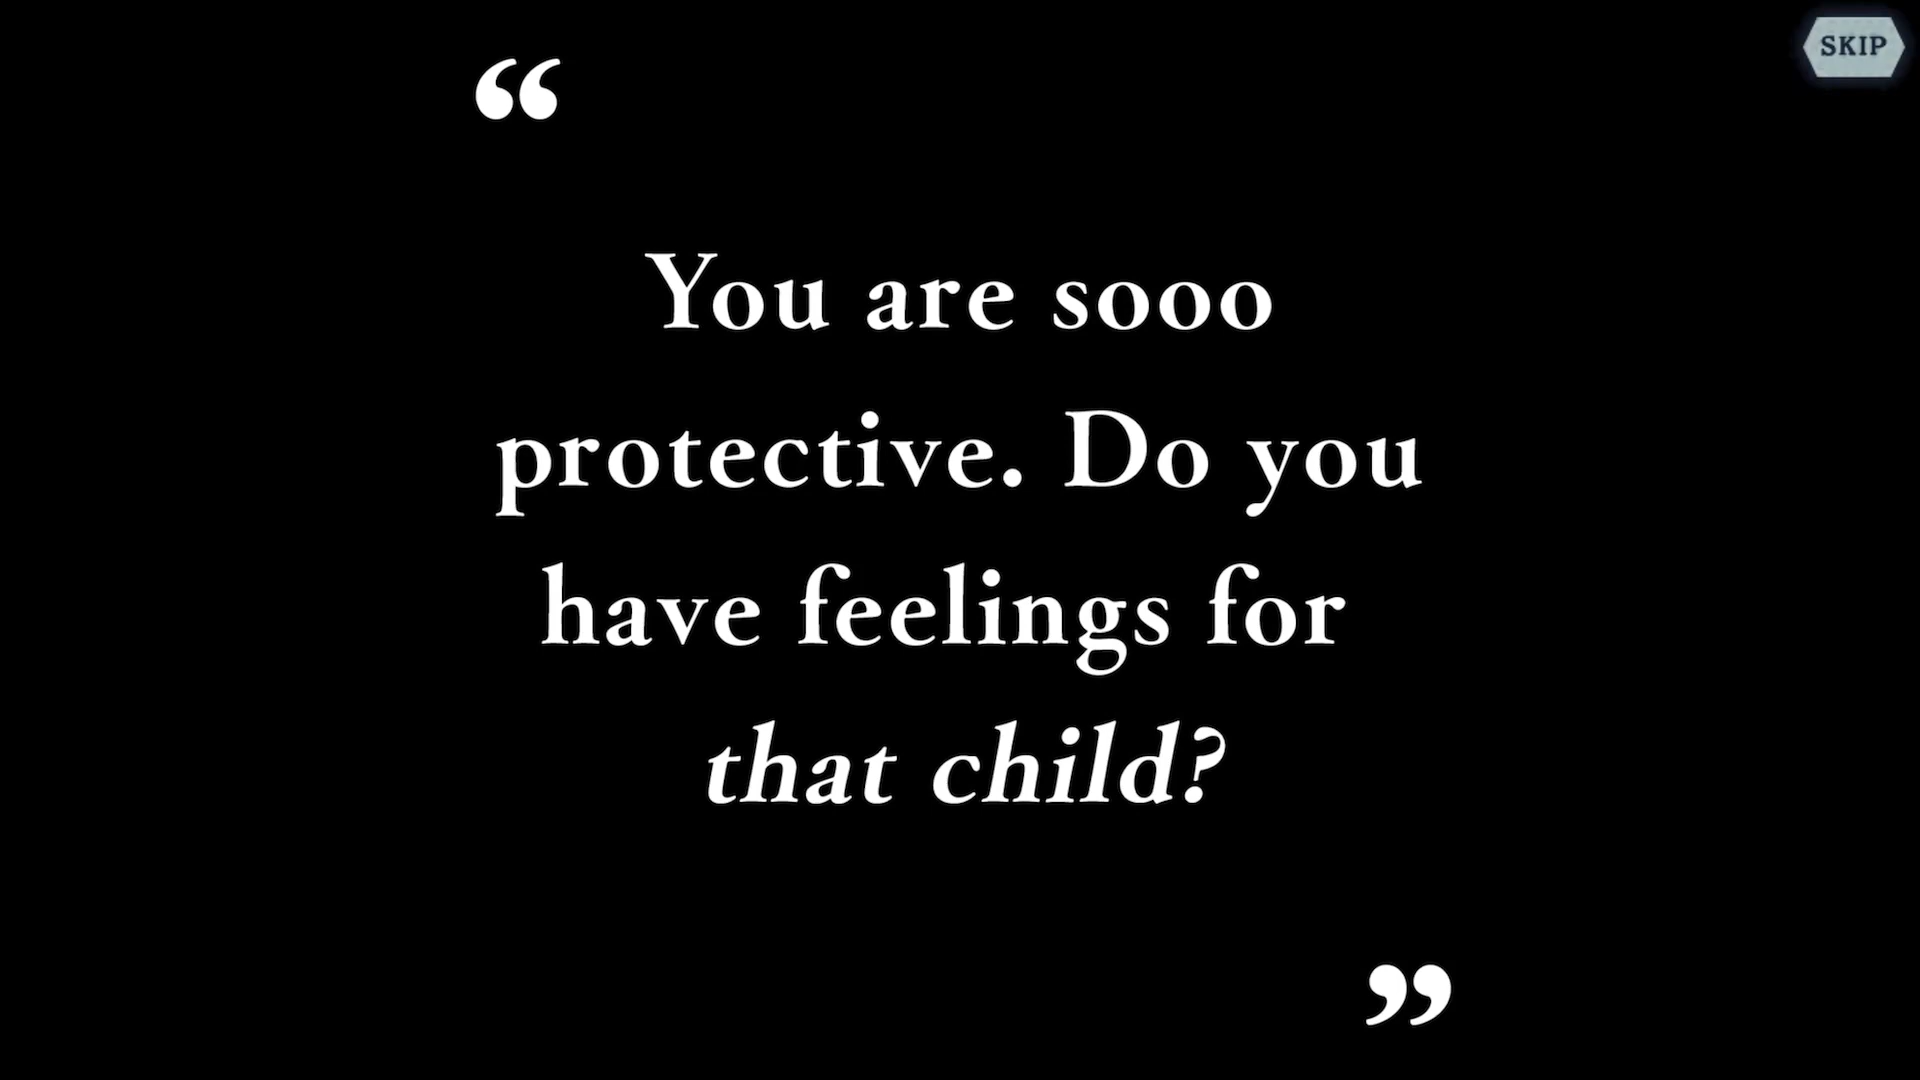 SKIP
“
You are sooo
protective. Do you
have feelings for
that child?
”